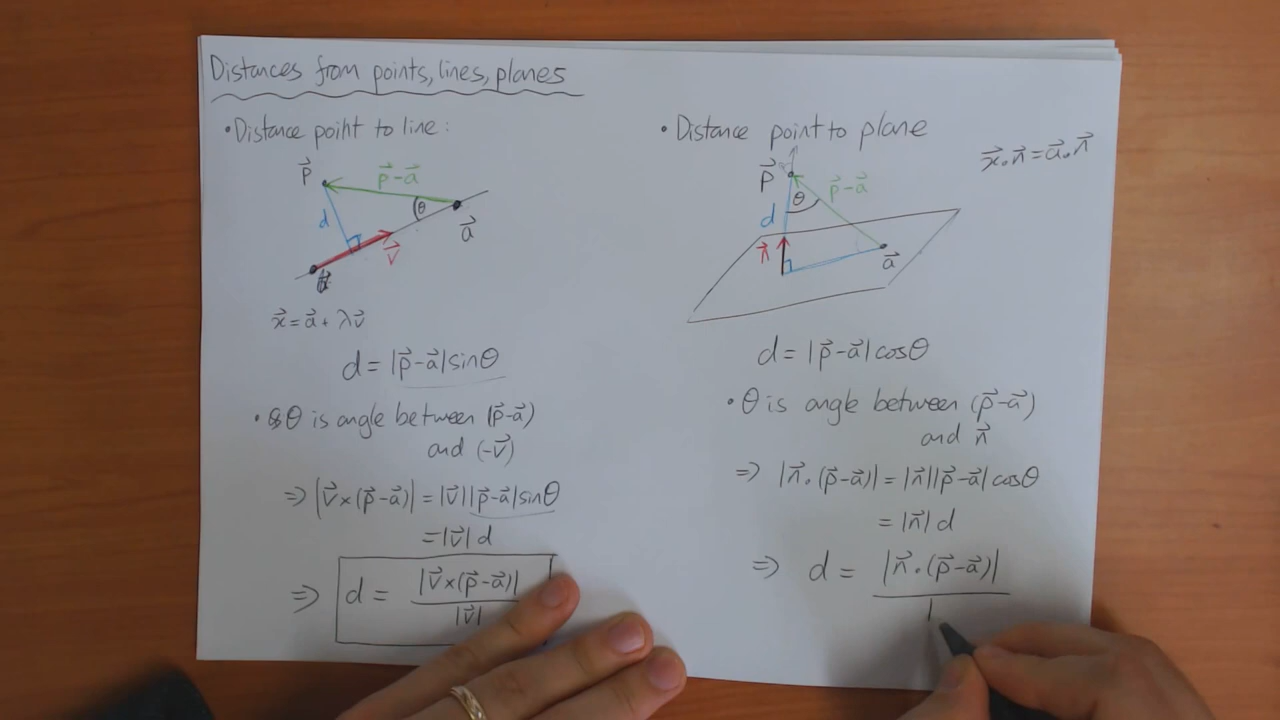 Distances from points, lines, planes
• Distance point to line:
p⃗
p⃗-a⃗
d
θ
v⃗
a⃗
x⃗ = a⃗ + λv⃗
d = |p⃗-a⃗|sinθ
• θ is angle between (p⃗-a⃗)
and (-v⃗)
⇒ |v⃗×(p⃗-a⃗)| = |v⃗||p⃗-a⃗|sinθ
= |v⃗| d
⇒ d = |v⃗×(p⃗-a⃗)|
|v⃗|
• Distance point to plane
x⃗.n⃗ = a⃗.n⃗
p⃗
θ
p⃗-a⃗
d
n⃗
a⃗
d = |p⃗-a⃗|cosθ
• θ is angle between (p⃗-a⃗)
and n⃗
⇒ |n⃗.(p⃗-a⃗)| = |n⃗||p⃗-a⃗|cosθ
= |n⃗| d
⇒ d = |n⃗.(p⃗-a⃗)|
|